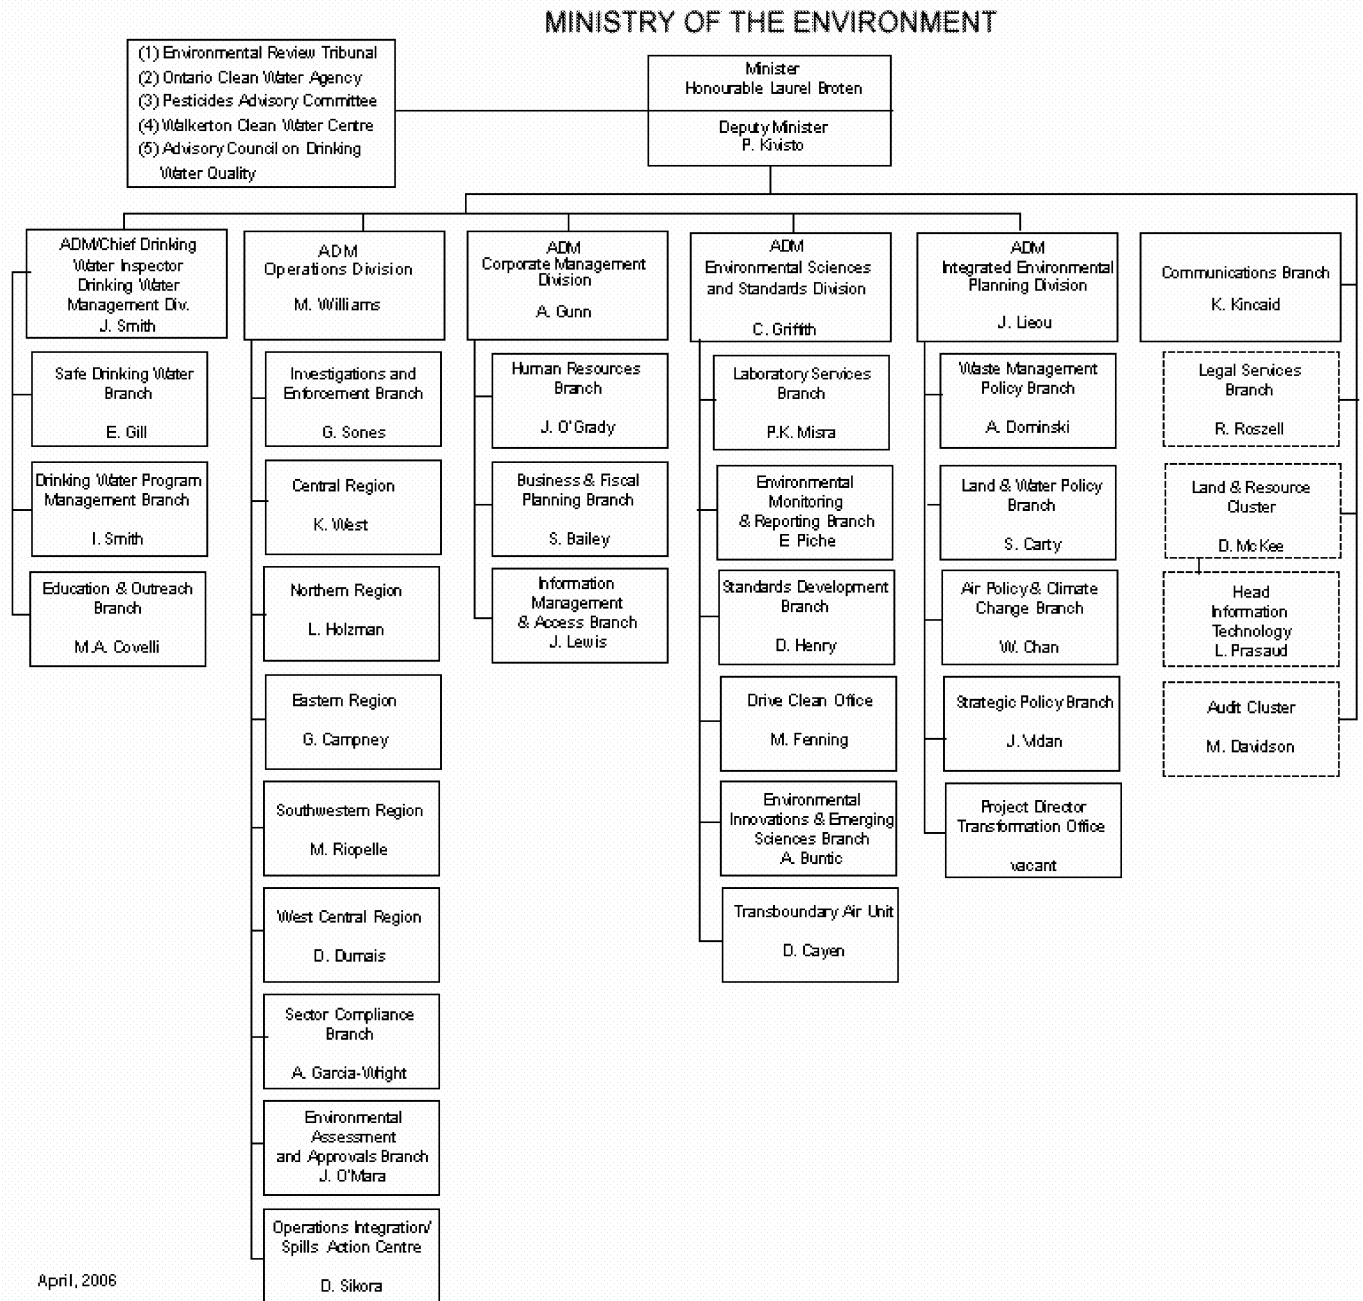 MINISTRY OF THE ENVIRONMENT
(1) Environmental Review Tribunal
(2) Ontario Clean Water Agency
(3) Pesticides Advisory Committee
(4) Walkerton Clean Water Centre
(5) Advisory Council on Drinking
Water Quality
Minister
Honourable Laurel Broten
Deputy Minister
P. Kivisto
ADM/Chief Drinking
Water Inspector
Drinking Water
Management Div.
J. Smith
Safe Drinking Water
Branch
E. Gill
Drinking Water Program
Management Branch
I. Smith
Education & Outreach
Branch
M.A. Covelli
ADM
Operations Division
M. Williams
Investigations and
Enforcement Branch
G. Sones
Central Region
K. West
Northern Region
L. Holzman
Eastern Region
G. Campney
Southwestern Region
M. Riopelle
West Central Region
D. Dumais
Sector Compliance
Branch
A. Garcia-Wright
Environmental
Assessment
and Approvals Branch
J. O'Mara
Operations Integration/
Spills Action Centre
D. Sikora
ADM
Corporate Management
Division
A. Gunn
Human Resources
Branch
J. O'Grady
Business & Fiscal
Planning Branch
S. Bailey
Information
Management
& Access Branch
J. Lewis
ADM
Environmental Sciences
and Standards Division
C. Griffith
Laboratory Services
Branch
P.K. Misra
Environmental
Monitoring
& Reporting Branch
E. Piche
Standards Development
Branch
D. Henry
Drive Clean Office
M. Fenning
Environmental
Innovations & Emerging
Sciences Branch
A. Buntic
Transboundary Air Unit
D. Cayen
ADM
Integrated Environmental
Planning Division
J. Lieou
Waste Management
Policy Branch
A. Dominski
Land & Water Policy
Branch
S. Carty
Air Policy & Climate
Change Branch
W. Chan
Strategic Policy Branch
J. Vidan
Project Director
Transformation Office
vacant
Communications Branch
K. Kincaid
Legal Services
Branch
R. Roszell
Land & Resource
Cluster
D. McKee
Head
Information
Technology
L. Prasaud
Audit Cluster
M. Davidson
April, 2006